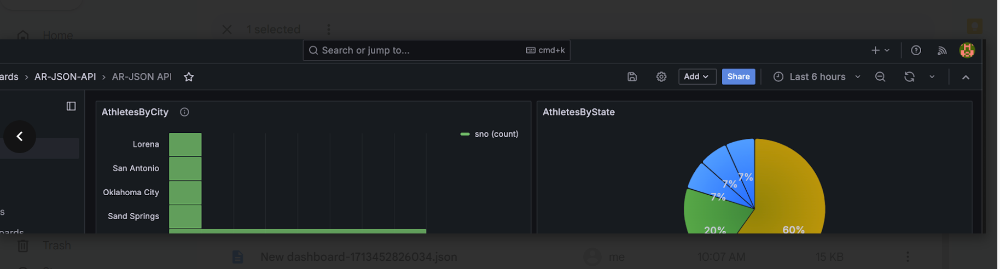 1 selected
Home
Search or jump to...
cmd+k
ards › AR-JSON-API › AR-JSON API
Add
Share
Last 6 hours
AthletesByCity
sno (count)
Lorena
San Antonio
Oklahoma City
Sand Springs
AthletesByState
7%
7%
7%
20%
60%
s
oards
Trash
New dashboard-1713452826034.json
me
10:07 AM
15 KB